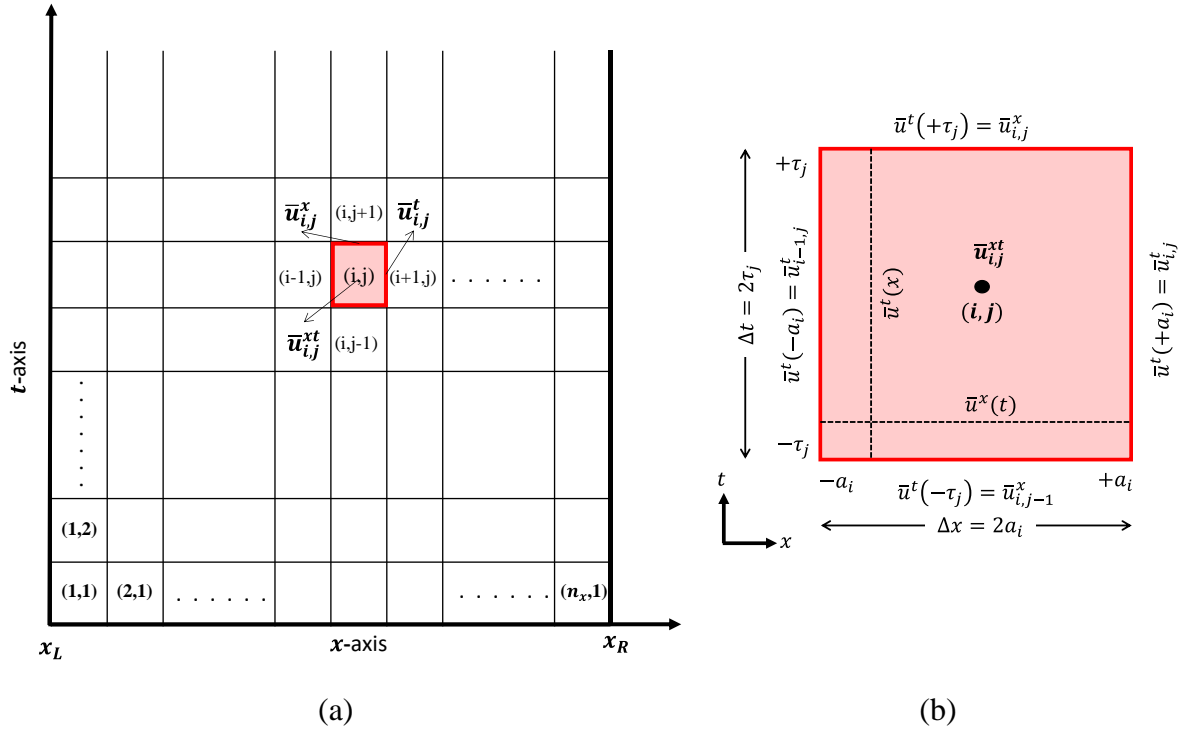 ū^x_{i,j}
(i,j+1)
ū^t_{i,j}
(i-1,j)
(i,j)
(i+1,j)
. . . . . .
ū^{xt}_{i,j}
(i,j-1)
t-axis
. . . . . . .
(1,2)
(1,1)
(2,1)
. . . . . .
. . . . . .
(n_x,1)
x_L
x-axis
x_R
(a)
ū^t(+τ_j) = ū^x_{i,j}
+τ_j
Δt = 2τ_j
ū^t(−a_i) = ū^t_{i−1,j}
ū^t(x)
ū^{xt}_{i,j}
(i,j)
ū^t(+a_i) = ū^t_{i,j}
ū^x(t)
−τ_j
−a_i
ū^t(−τ_j) = ū^x_{i,j−1}
+a_i
Δx = 2a_i
t
x
(b)